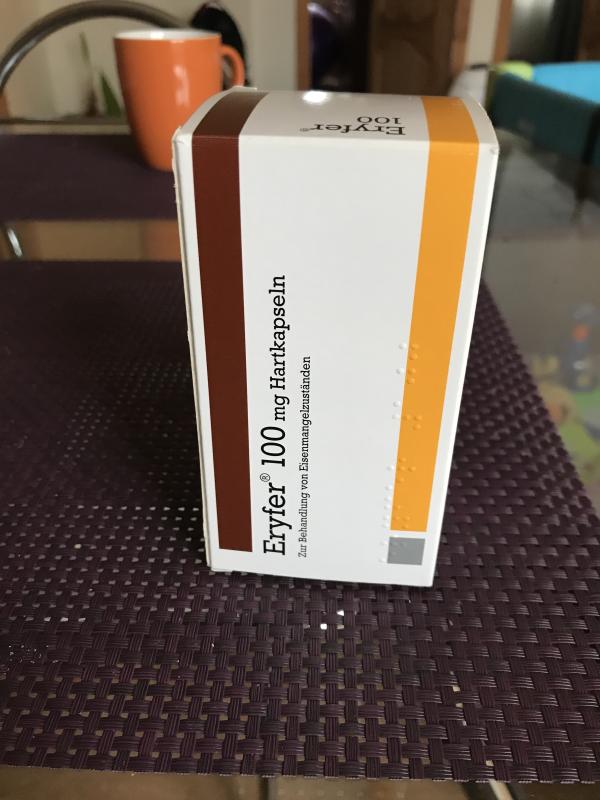 Eryfer®
100
Eryfer® 100 mg Hartkapseln
Zur Behandlung von Eisenmangelzuständen